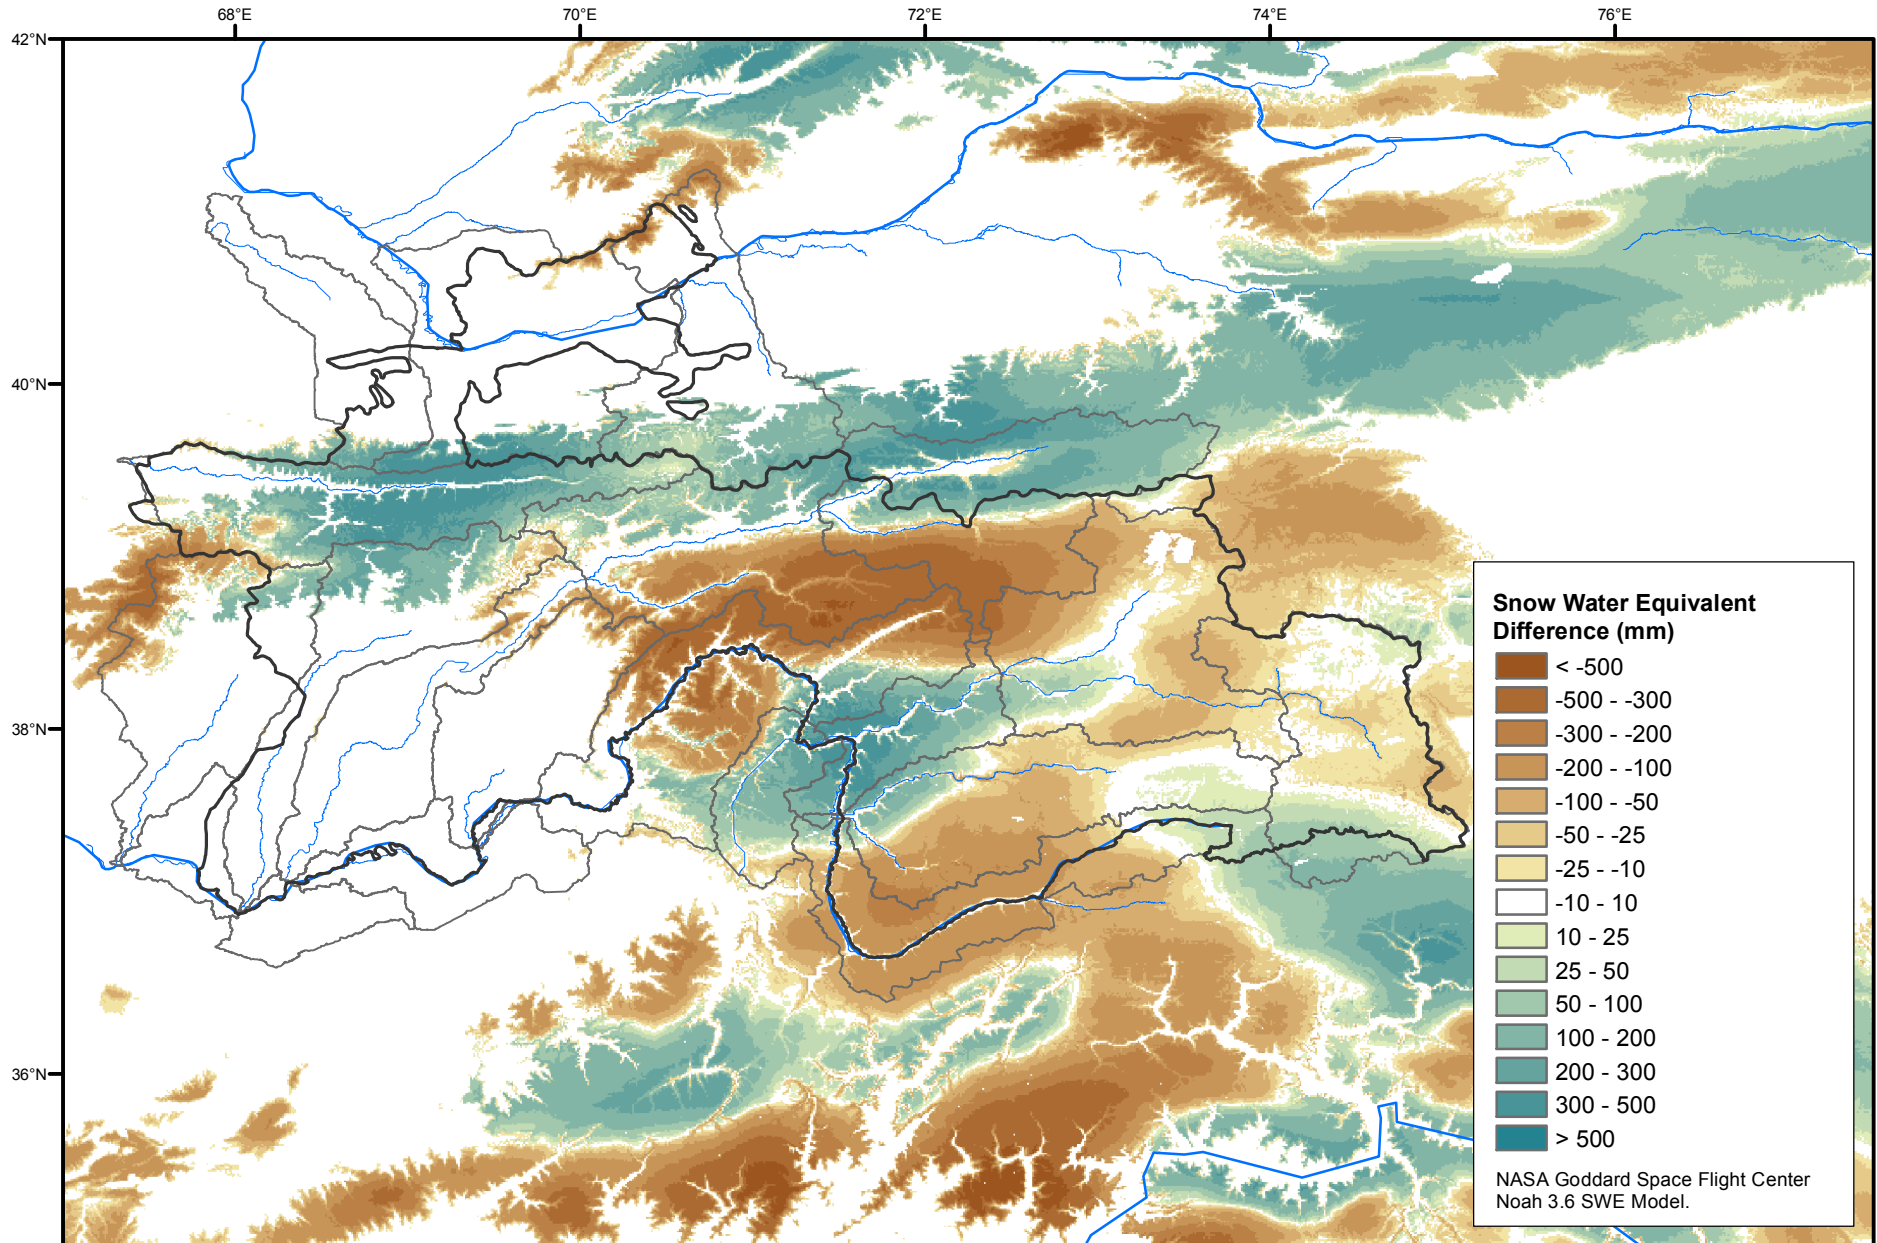 68°E
70°E
72°E
74°E
76°E
42°N
40°N
38°N
36°N
Snow Water Equivalent
Difference (mm)
< -500
-500 - -300
-300 - -200
-200 - -100
-100 - -50
-50 - -25
-25 - -10
-10 - 10
10 - 25
25 - 50
50 - 100
100 - 200
200 - 300
300 - 500
> 500
NASA Goddard Space Flight Center
Noah 3.6 SWE Model.